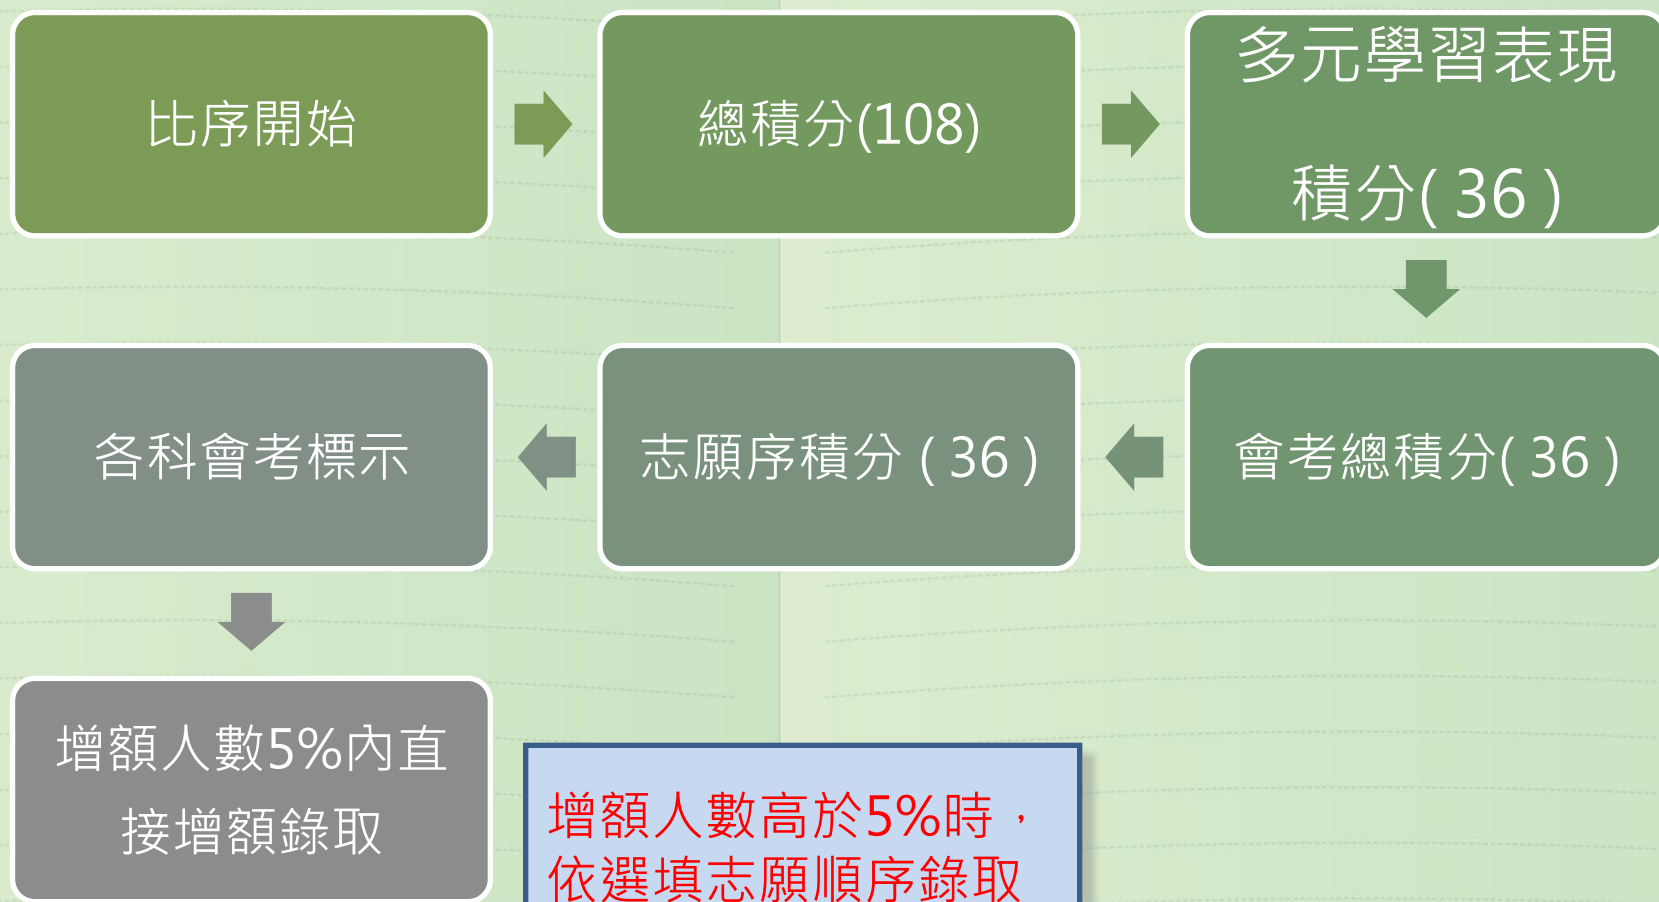 比序開始
總積分(108)
多元學習表現
積分( 36 )
會考總積分( 36 )
志願序積分 ( 36 )
各科會考標示
增額人數5%內直
接增額錄取
增額人數高於5%時，
依選填志願順序錄取